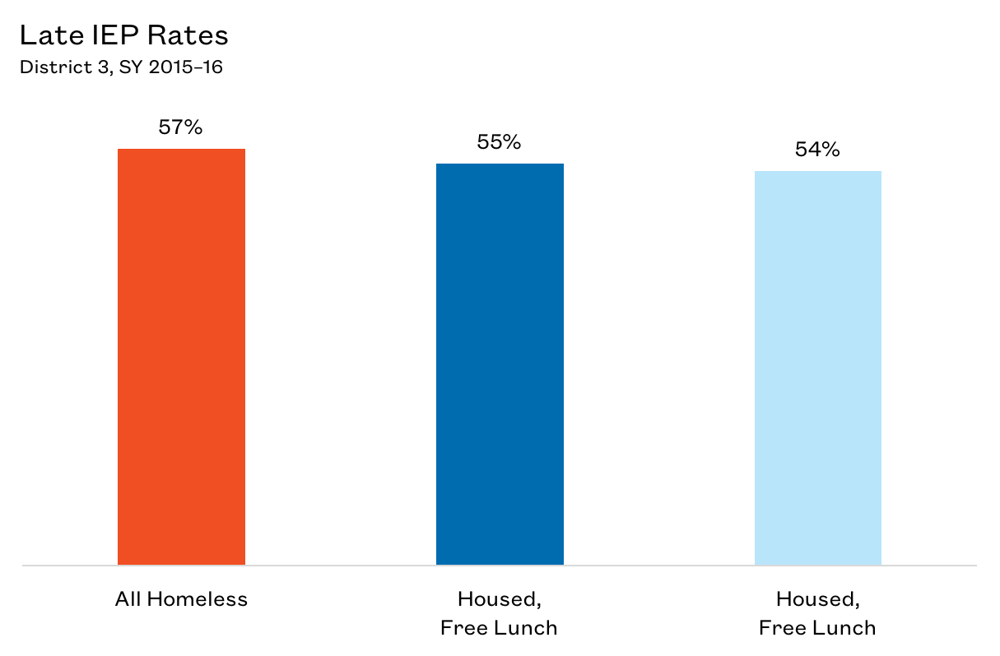 Late IEP Rates
District 3, SY 2015–16
57%
55%
54%
All Homeless
Housed,
Free Lunch
Housed,
Free Lunch